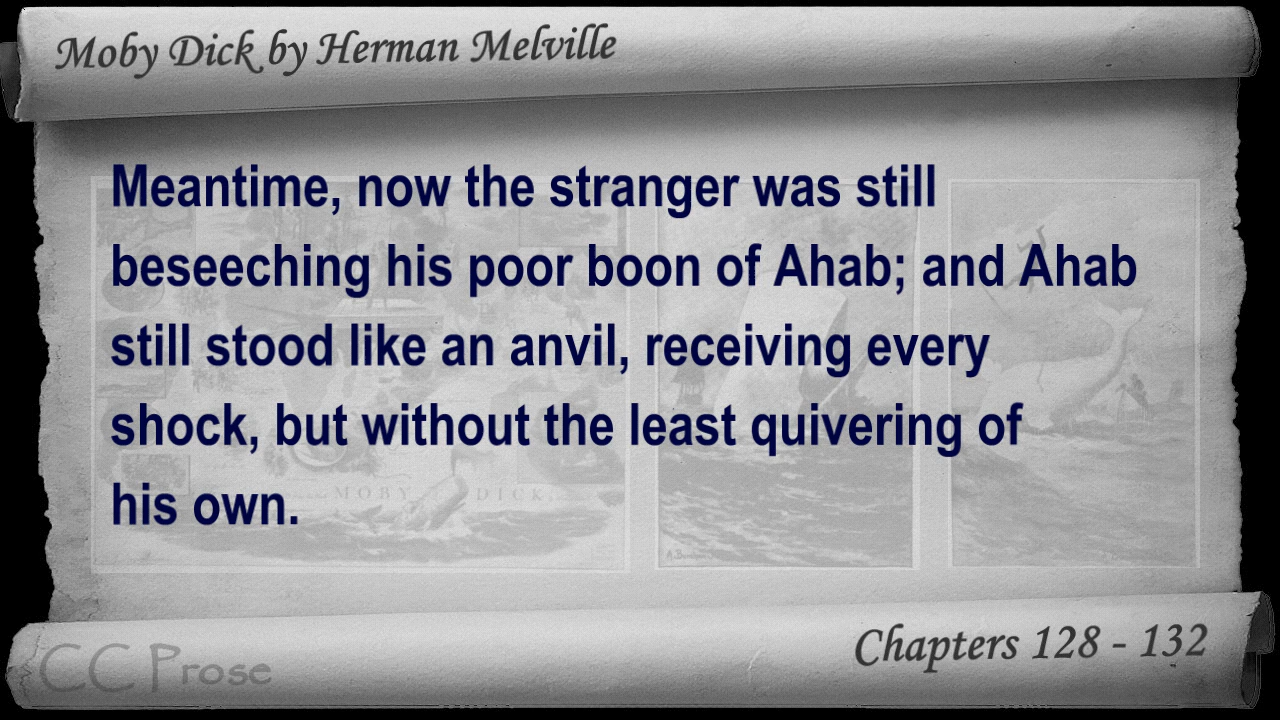 Moby Dick by Herman Melville
Meantime, now the stranger was still
beseeching his poor boon of Ahab; and Ahab
still stood like an anvil, receiving every
shock, but without the least quivering of
his own.
MOBY DICK
Chapters 128 - 132
CC Prose